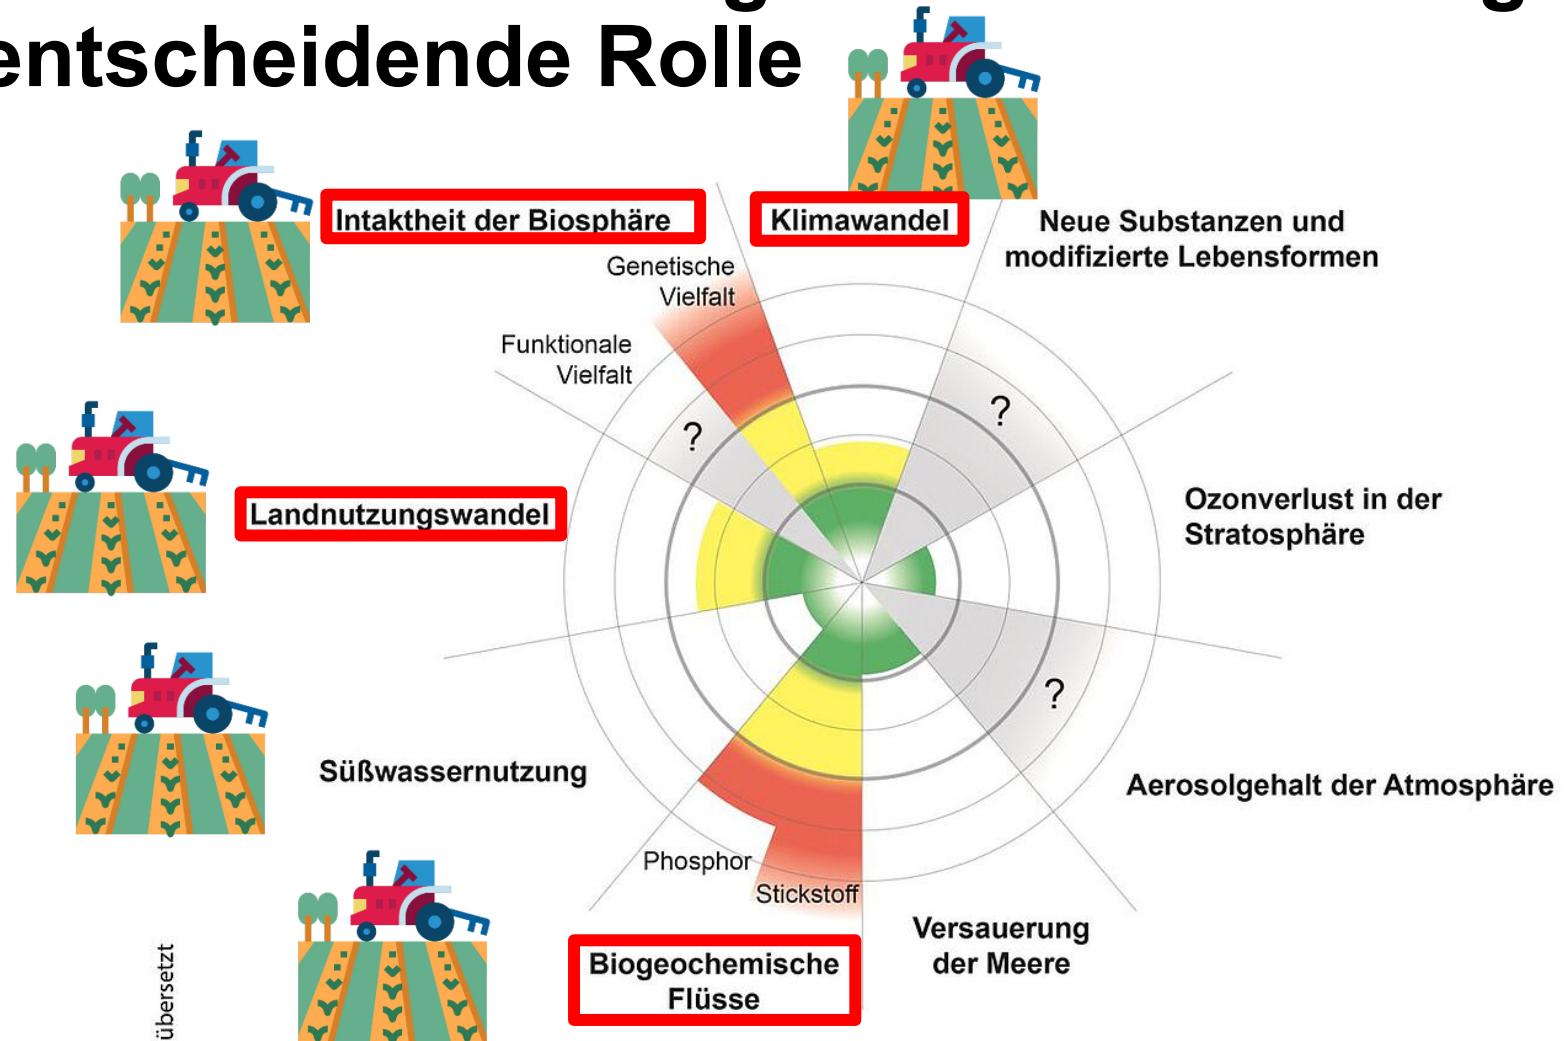 entscheidende Rolle
Intaktheit der Biosphäre
Klimawandel
Neue Substanzen und
modifizierte Lebensformen
Genetische
Vielfalt
Funktionale
Vielfalt
?
?
Landnutzungswandel
Ozonverlust in der
Stratosphäre
?
Süßwassernutzung
Aerosolgehalt der Atmosphäre
Phosphor
Stickstoff
Versauerung
der Meere
Biogeochemische
Flüsse
übersetzt